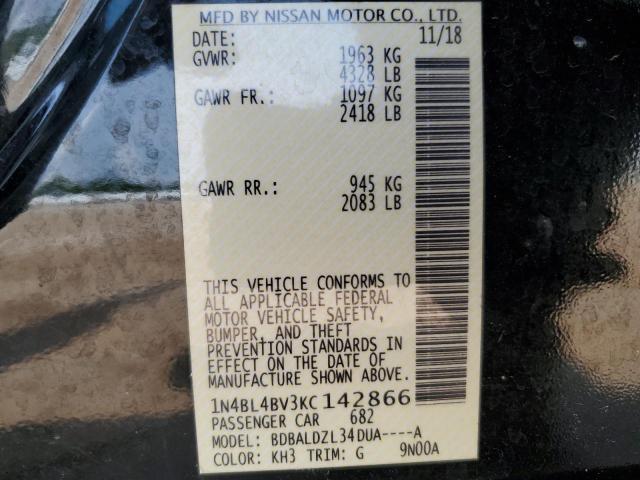 MFD BY NISSAN MOTOR CO., LTD.
DATE: 11/18
GVWR: 1963 KG
4328 LB
GAWR FR.: 1097 KG
2418 LB
GAWR RR.: 945 KG
2083 LB
THIS VEHICLE CONFORMS TO
ALL APPLICABLE FEDERAL
MOTOR VEHICLE SAFETY,
BUMPER, AND THEFT
PREVENTION STANDARDS IN
EFFECT ON THE DATE OF
MANUFACTURE SHOWN ABOVE.
1N4BL4BV3KC142866
PASSENGER CAR 682
MODEL: BDBALDZL34DUA----A
COLOR: KH3 TRIM: G 9N00A